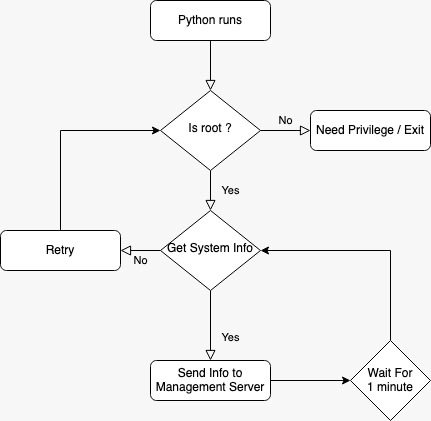 Python runs
Is root ?
No
Need Privilege / Exit
Yes
Retry
No
Get System Info
Yes
Send Info to
Management Server
Wait For
1 minute